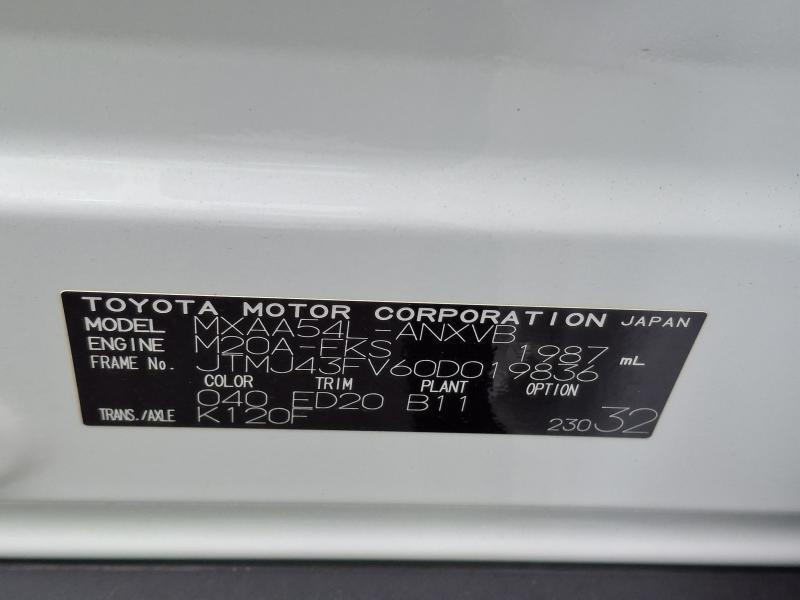 TOYOTA MOTOR CORPORATION JAPAN
MODEL MXAA54L-ANXVB
ENGINE M20A-FKS 1987 mL
FRAME No. JTMJ43FV60D019836
COLOR TRIM PLANT OPTION
040 ED20 B11
TRANS./AXLE K120F 230 32